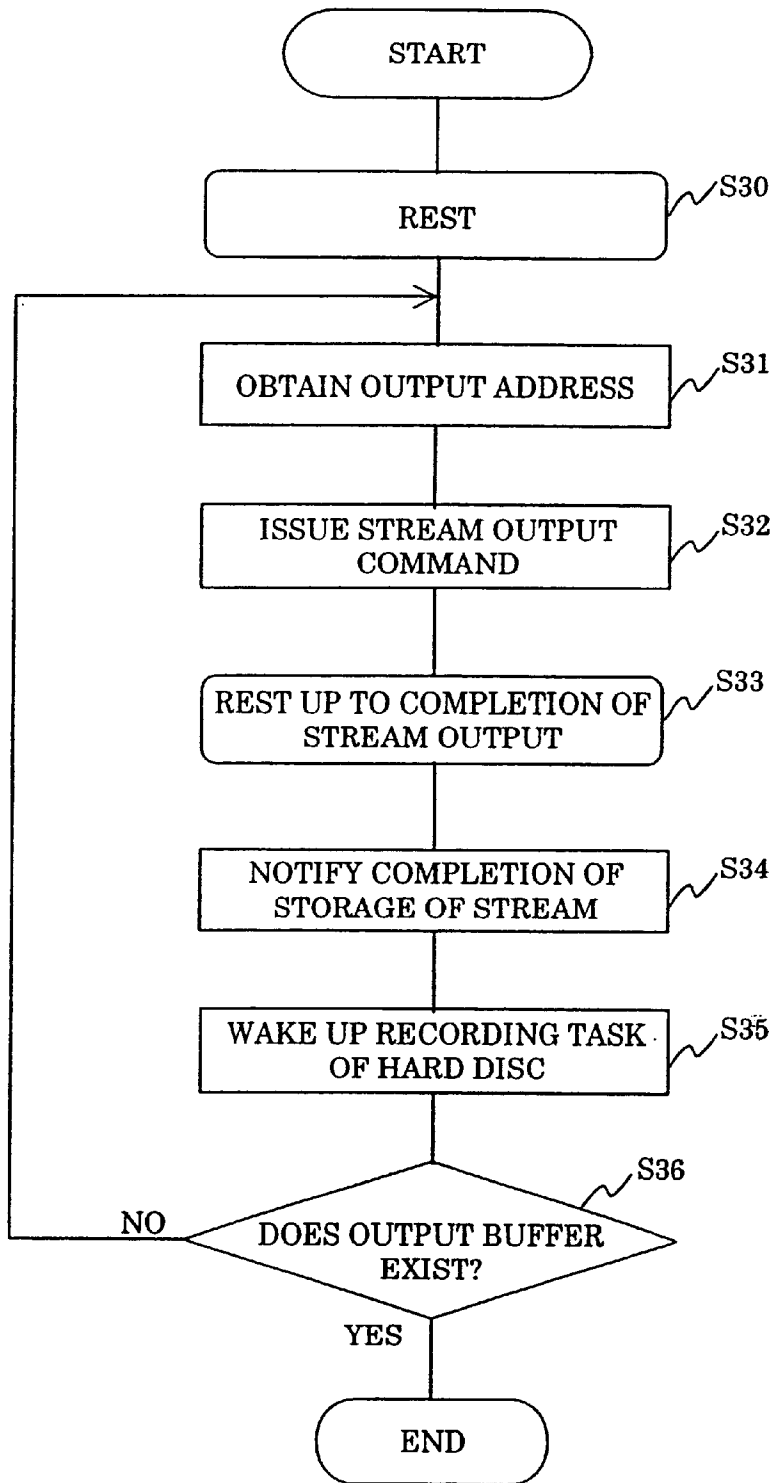 START
REST
S30
OBTAIN OUTPUT ADDRESS
S31
ISSUE STREAM OUTPUT
COMMAND
S32
REST UP TO COMPLETION OF
STREAM OUTPUT
S33
NOTIFY COMPLETION OF
STORAGE OF STREAM
S34
WAKE UP RECORDING TASK
OF HARD DISC
S35
S36
NO
DOES OUTPUT BUFFER
EXIST?
YES
END